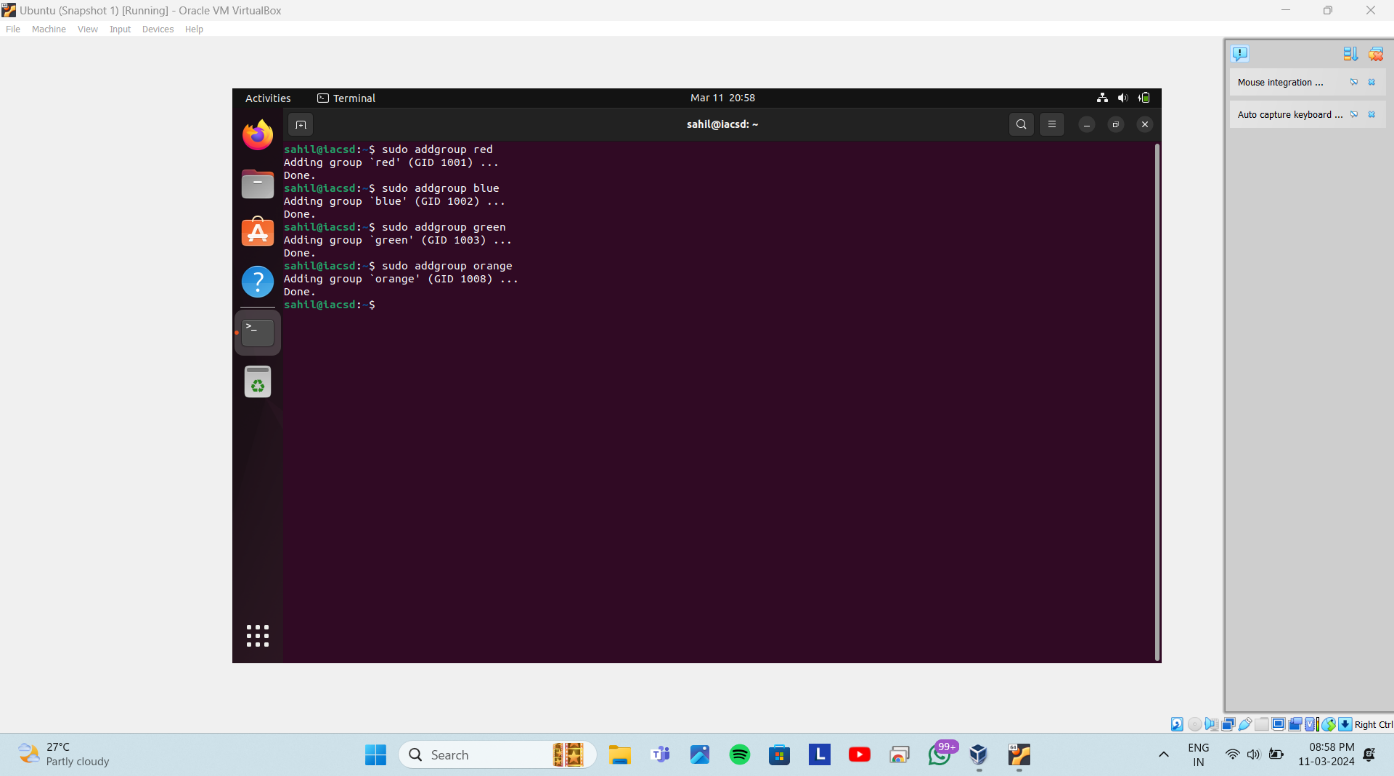 Ubuntu (Snapshot 1) [Running] - Oracle VM VirtualBox
File Machine View Input Devices Help
Mouse integration ...
Auto capture keyboard ...
Activities Terminal Mar 11 20:58
sahil@iacsd: ~
sahil@iacsd:~$ sudo addgroup red
Adding group `red' (GID 1001) ...
Done.
sahil@iacsd:~$ sudo addgroup blue
Adding group `blue' (GID 1002) ...
Done.
sahil@iacsd:~$ sudo addgroup green
Adding group `green' (GID 1003) ...
Done.
sahil@iacsd:~$ sudo addgroup orange
Adding group `orange' (GID 1008) ...
Done.
sahil@iacsd:~$
Right Ctrl
27°C
Partly cloudy
Search
L
99+
ENG
IN
08:58 PM
11-03-2024